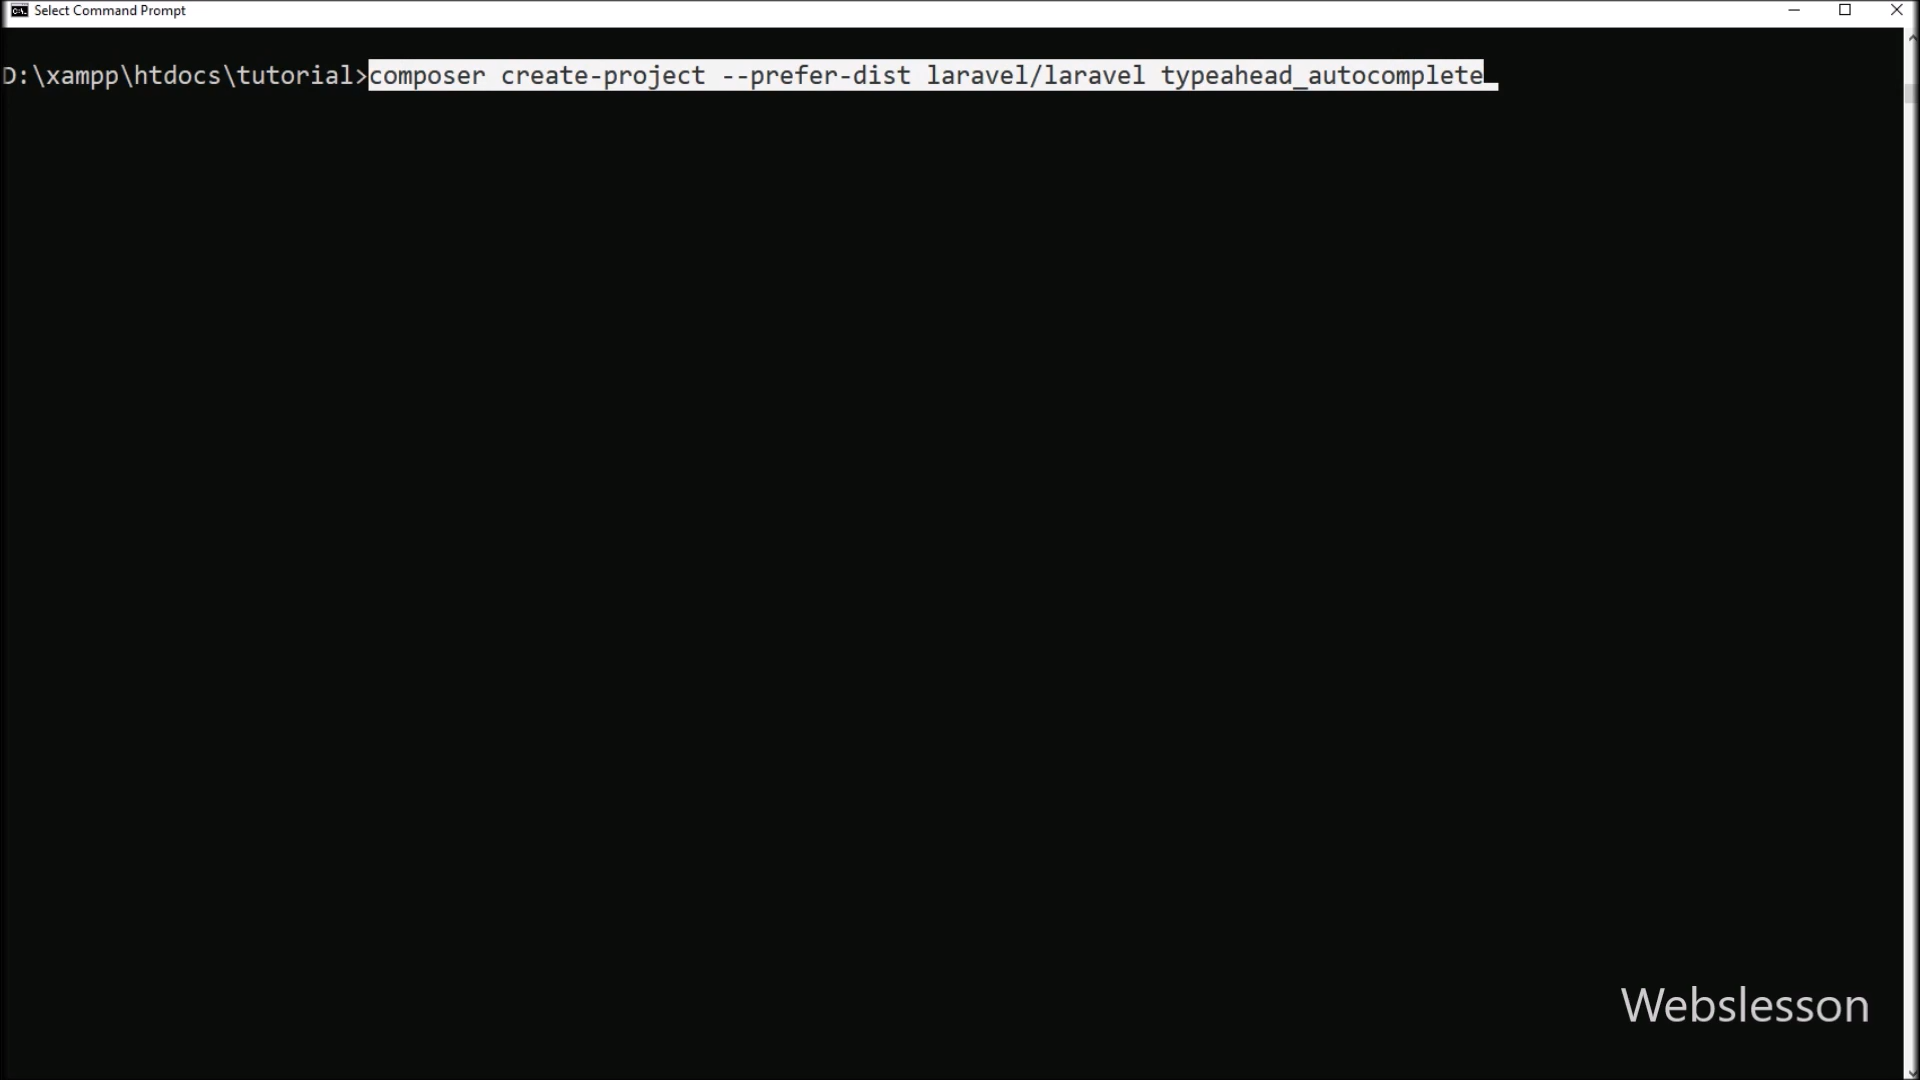 Select Command Prompt
D:\xampp\htdocs\tutorial>composer create-project --prefer-dist laravel/laravel typeahead_autocomplete
Webslesson